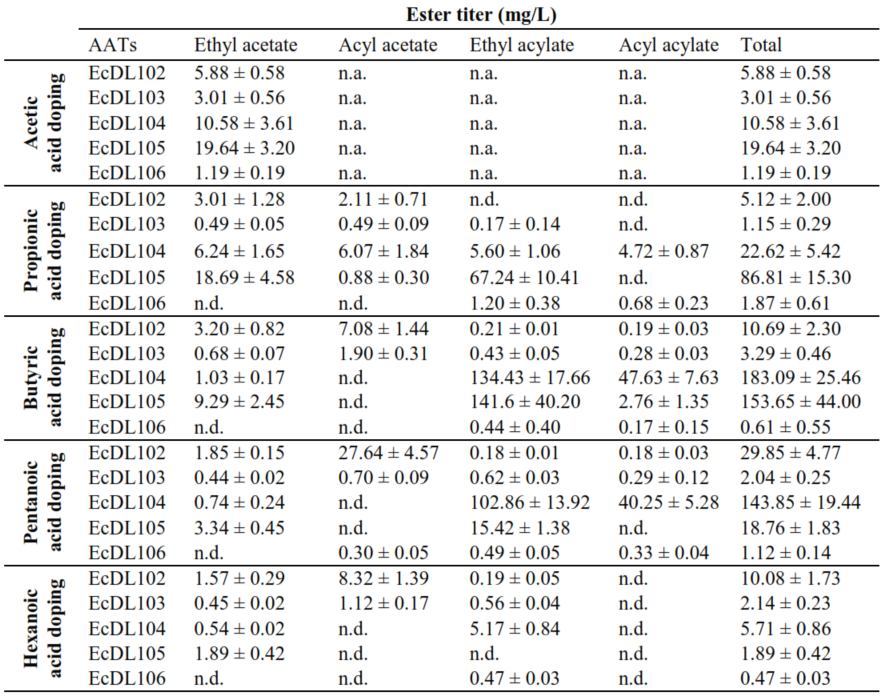 Ester titer (mg/L)
AATs Ethyl acetate Acyl acetate Ethyl acylate Acyl acylate Total
Acetic acid doping
EcDL102 5.88 ± 0.58 n.a. n.a. n.a. 5.88 ± 0.58
EcDL103 3.01 ± 0.56 n.a. n.a. n.a. 3.01 ± 0.56
EcDL104 10.58 ± 3.61 n.a. n.a. n.a. 10.58 ± 3.61
EcDL105 19.64 ± 3.20 n.a. n.a. n.a. 19.64 ± 3.20
EcDL106 1.19 ± 0.19 n.a. n.a. n.a. 1.19 ± 0.19
Propionic acid doping
EcDL102 3.01 ± 1.28 2.11 ± 0.71 n.d. n.d. 5.12 ± 2.00
EcDL103 0.49 ± 0.05 0.49 ± 0.09 0.17 ± 0.14 n.d. 1.15 ± 0.29
EcDL104 6.24 ± 1.65 6.07 ± 1.84 5.60 ± 1.06 4.72 ± 0.87 22.62 ± 5.42
EcDL105 18.69 ± 4.58 0.88 ± 0.30 67.24 ± 10.41 n.d. 86.81 ± 15.30
EcDL106 n.d. n.d. 1.20 ± 0.38 0.68 ± 0.23 1.87 ± 0.61
Butyric acid doping
EcDL102 3.20 ± 0.82 7.08 ± 1.44 0.21 ± 0.01 0.19 ± 0.03 10.69 ± 2.30
EcDL103 0.68 ± 0.07 1.90 ± 0.31 0.43 ± 0.05 0.28 ± 0.03 3.29 ± 0.46
EcDL104 1.03 ± 0.17 n.d. 134.43 ± 17.66 47.63 ± 7.63 183.09 ± 25.46
EcDL105 9.29 ± 2.45 n.d. 141.6 ± 40.20 2.76 ± 1.35 153.65 ± 44.00
EcDL106 n.d. n.d. 0.44 ± 0.40 0.17 ± 0.15 0.61 ± 0.55
Pentanoic acid doping
EcDL102 1.85 ± 0.15 27.64 ± 4.57 0.18 ± 0.01 0.18 ± 0.03 29.85 ± 4.77
EcDL103 0.44 ± 0.02 0.70 ± 0.09 0.62 ± 0.03 0.29 ± 0.12 2.04 ± 0.25
EcDL104 0.74 ± 0.24 n.d. 102.86 ± 13.92 40.25 ± 5.28 143.85 ± 19.44
EcDL105 3.34 ± 0.45 n.d. 15.42 ± 1.38 n.d. 18.76 ± 1.83
EcDL106 n.d. 0.30 ± 0.05 0.49 ± 0.05 0.33 ± 0.04 1.12 ± 0.14
Hexanoic acid doping
EcDL102 1.57 ± 0.29 8.32 ± 1.39 0.19 ± 0.05 n.d. 10.08 ± 1.73
EcDL103 0.45 ± 0.02 1.12 ± 0.17 0.56 ± 0.04 n.d. 2.14 ± 0.23
EcDL104 0.54 ± 0.02 n.d. 5.17 ± 0.84 n.d. 5.71 ± 0.86
EcDL105 1.89 ± 0.42 n.d. n.d. n.d. 1.89 ± 0.42
EcDL106 n.d. n.d. 0.47 ± 0.03 n.d. 0.47 ± 0.03